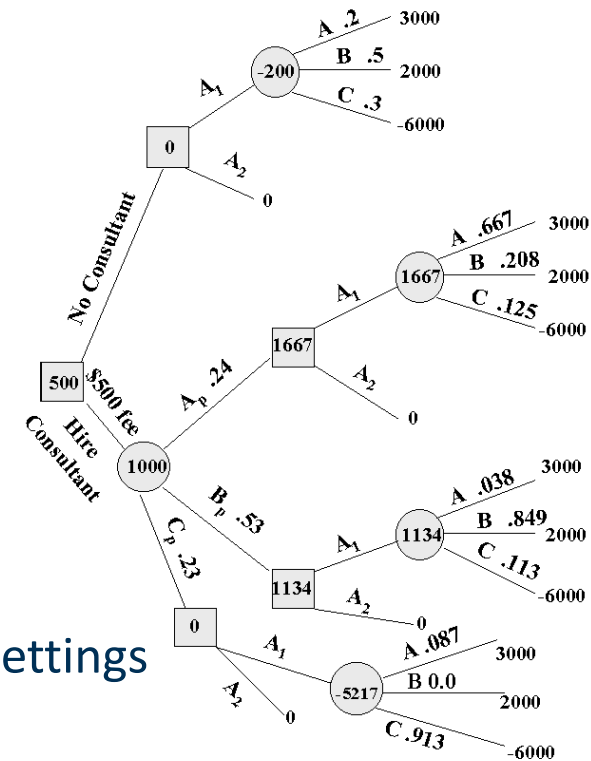 A .2 3000
B .5 2000
C .3 -6000
-200
A1
0
A2
0
No Consultant
A .667 3000
B .208 2000
C .125 -6000
1667
A1
1667
A2
0
500
$500 fee
Hire
Consultant
1000
Ap .24
Bp .53
Cp .23
A .038 3000
B .849 2000
C .113 -6000
1134
A1
1134
A2
0
0
A1
A2
0
-5217
A .087 3000
B 0.0 2000
C .913 -6000
ettings